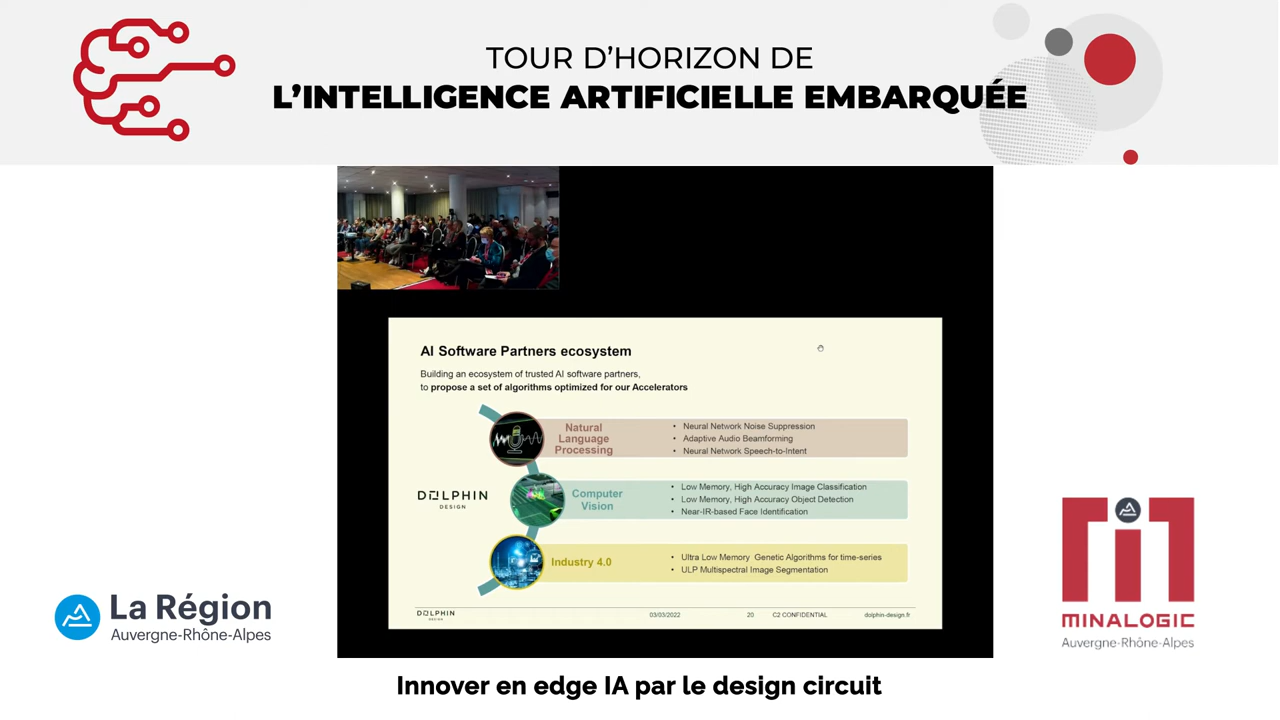 TOUR D'HORIZON DE
L'INTELLIGENCE ARTIFICIELLE EMBARQUÉE
AI Software Partners ecosystem
Building an ecosystem of trusted AI software partners,
to propose a set of algorithms optimized for our Accelerators
Natural
Language
Processing
• Neural Network Noise Suppression
• Adaptive Audio Beamforming
• Neural Network Speech-to-Intent
DOLPHIN
DESIGN
Computer
Vision
• Low Memory, High Accuracy Image Classification
• Low Memory, High Accuracy Object Detection
• Near-IR-based Face Identification
Industry 4.0
• Ultra Low Memory Genetic Algorithms for time-series
• ULP Multispectral Image Segmentation
DOLPHIN
DESIGN
03/03/2022
20
C2 CONFIDENTIAL
dolphin-design.fr
La Région
Auvergne-Rhône-Alpes
MINALOGIC
Auvergne-Rhône-Alpes
Innover en edge IA par le design circuit